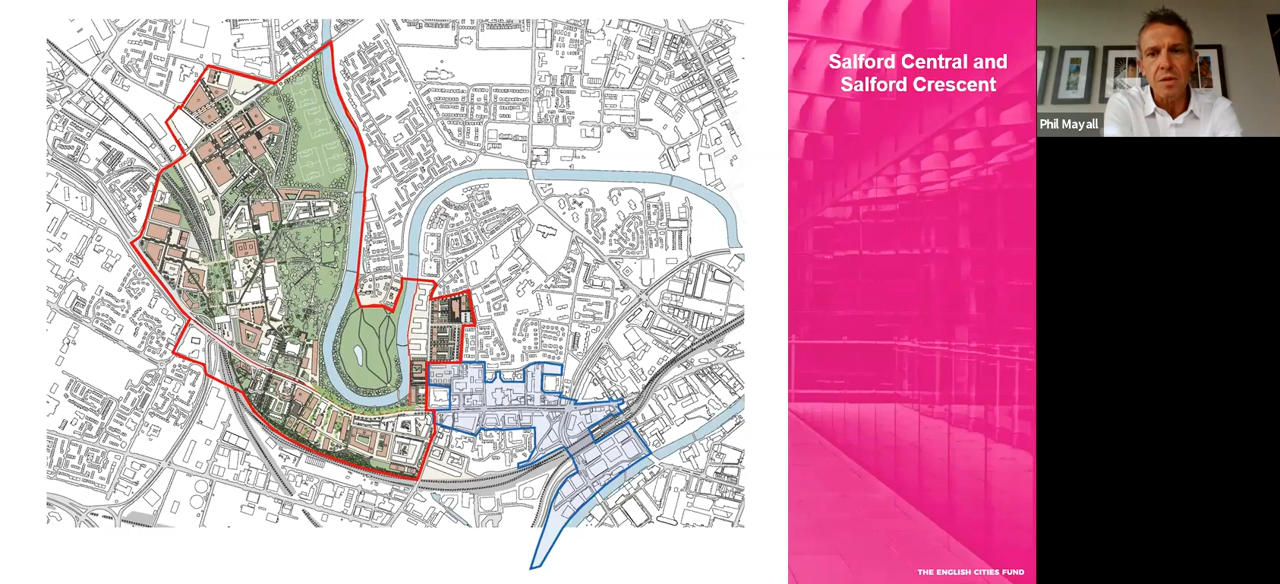 Salford Central and
Salford Crescent
Phil Mayall
THE ENGLISH CITIES FUND